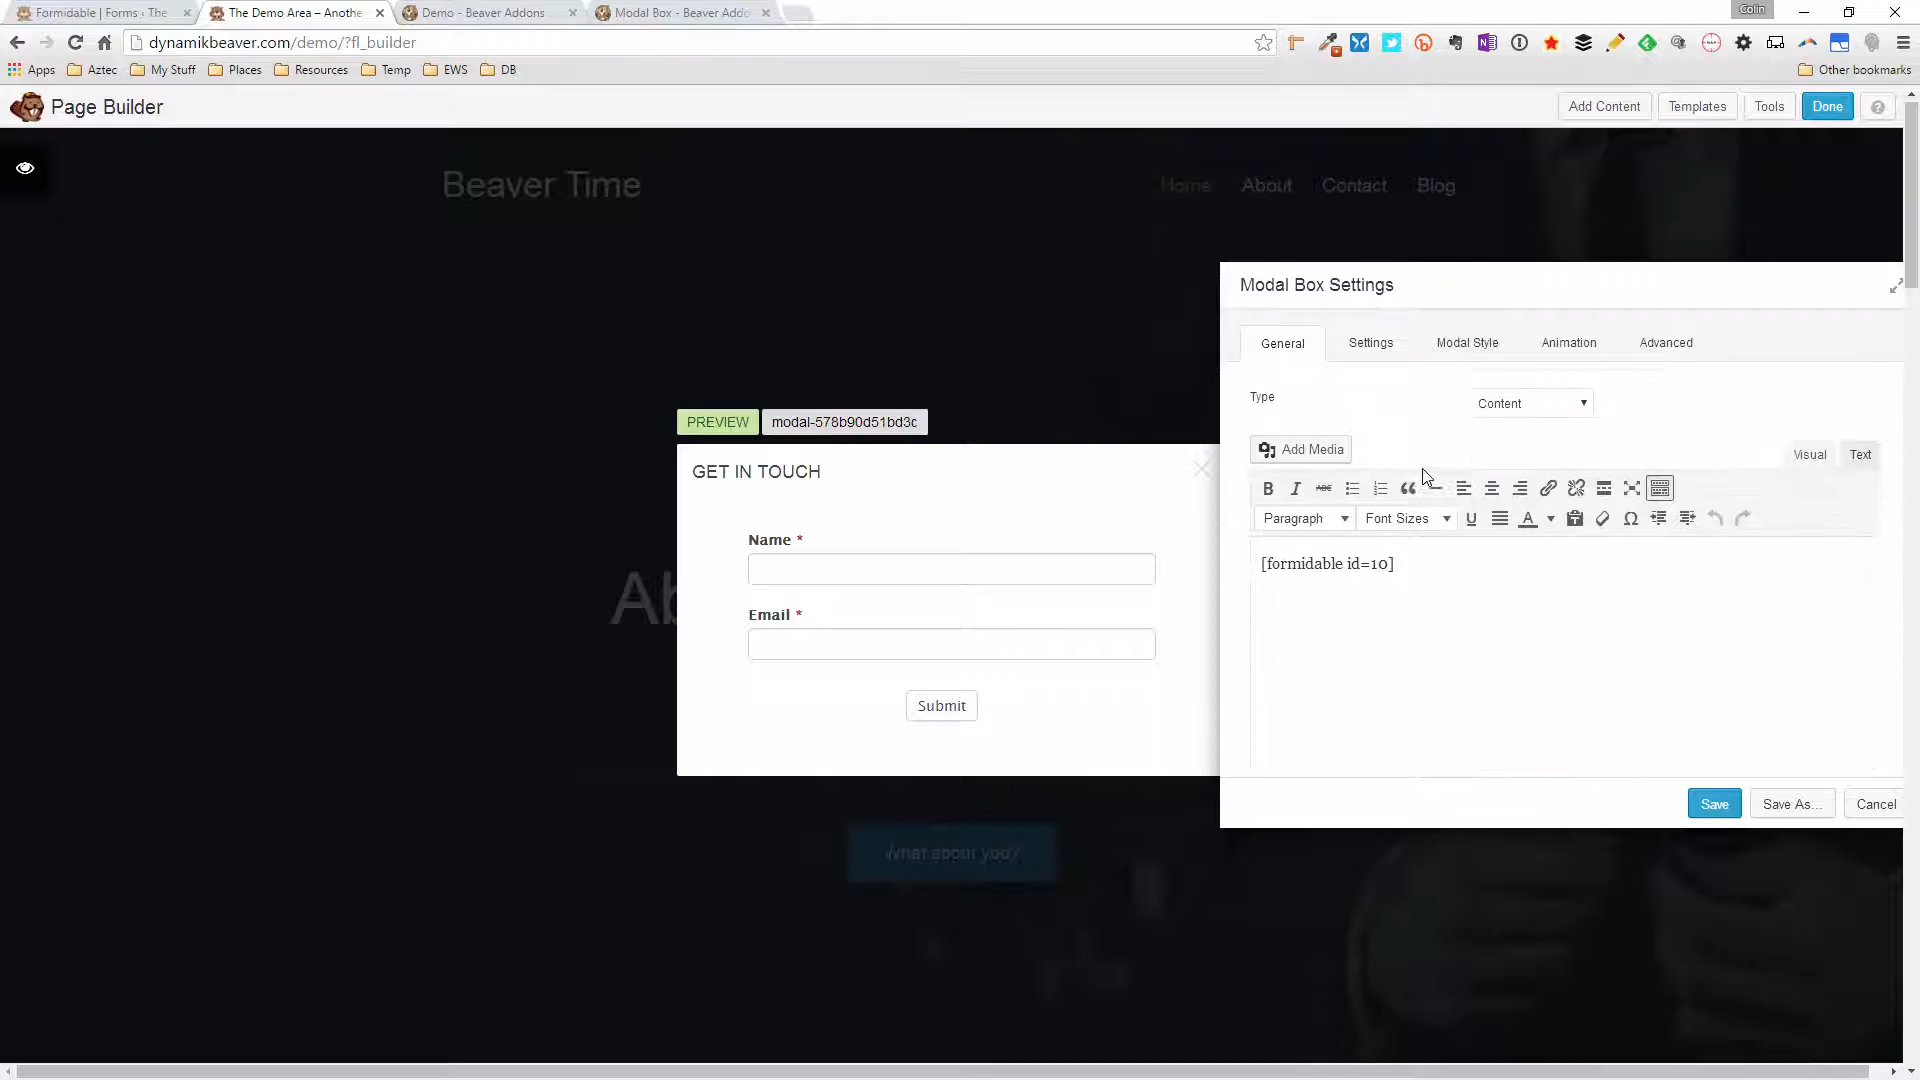 Formidable | Forms ‹ The
The Demo Area – Anothe
Demo - Beaver Addons
Modal Box - Beaver Addo
Colin
dynamikbeaver.com/demo/?fl_builder
Apps
Aztec
My Stuff
Places
Resources
Temp
EWS
DB
Other bookmarks
Page Builder
Add Content
Templates
Tools
Done
Beaver Time
Home
About
Contact
Blog
Modal Box Settings
General
Settings
Modal Style
Animation
Advanced
Type
Content
PREVIEW
modal-578b90d51bd3c
Add Media
Visual
Text
GET IN TOUCH
B I ABC
Paragraph
Font Sizes
U
A
Ω
Name *
[formidable id=10]
Ab
Email *
Submit
Save
Save As...
Cancel
What about you?